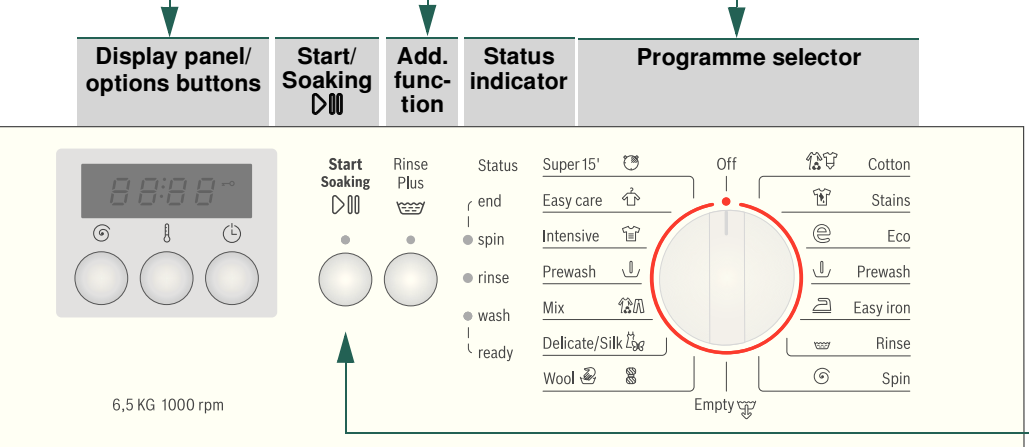 Display panel/
options buttons
Start/
Soaking
Add.
func-
tion
Status
indicator
Programme selector
88:88
Start
Soaking
Rinse
Plus
Status
end
spin
rinse
wash
ready
Super 15'
Easy care
Intensive
Prewash
Mix
Delicate/Silk
Wool
Off
Empty
Cotton
Stains
Eco
Prewash
Easy iron
Rinse
Spin
6,5 KG 1000 rpm